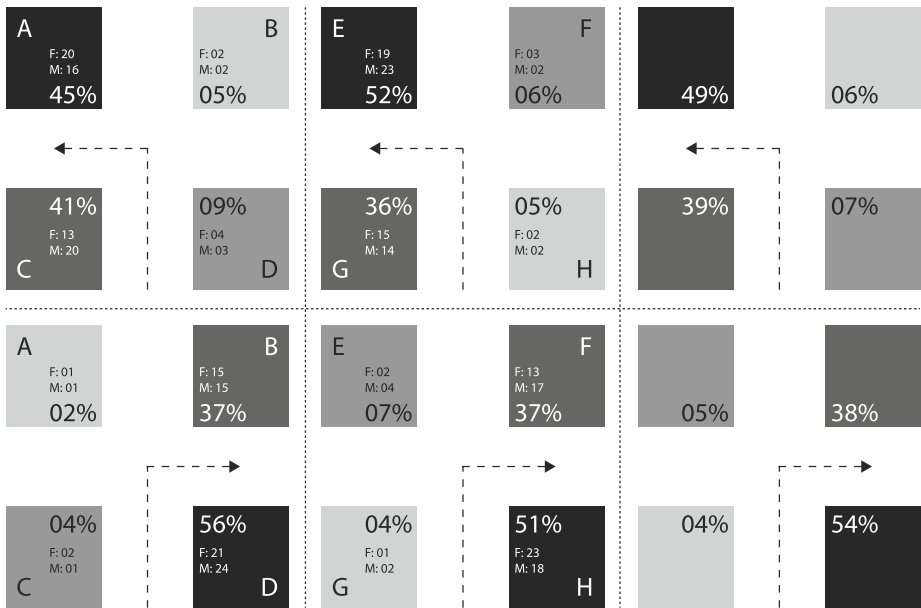 A
F: 20
M: 16
45%
B
F: 02
M: 02
05%
E
F: 19
M: 23
52%
F
F: 03
M: 02
06%
49%
06%
41%
F: 13
M: 20
C
09%
F: 04
M: 03
D
36%
F: 15
M: 14
G
05%
F: 02
M: 02
H
39%
07%
A
F: 01
M: 01
02%
B
F: 15
M: 15
37%
E
F: 02
M: 04
07%
F
F: 13
M: 17
37%
05%
38%
04%
F: 02
M: 01
C
56%
F: 21
M: 24
D
04%
F: 01
M: 02
G
51%
F: 23
M: 18
H
04%
54%